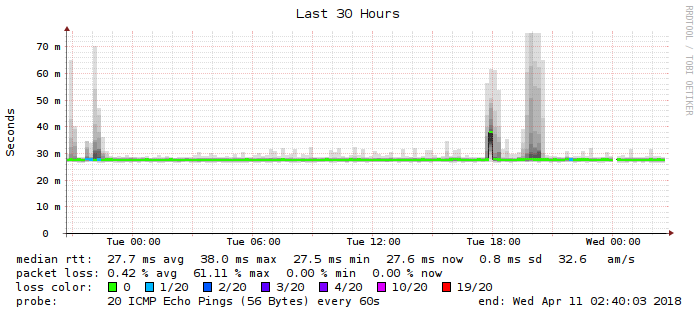 Last 30 Hours
RRDTOOL / TOBI OETIKER
Seconds
70 m
60 m
50 m
40 m
30 m
20 m
10 m
0
Tue 00:00 Tue 06:00 Tue 12:00 Tue 18:00 Wed 00:00
median rtt: 27.7 ms avg 38.0 ms max 27.5 ms min 27.6 ms now 0.8 ms sd 32.6 am/s
packet loss: 0.42 % avg 61.11 % max 0.00 % min 0.00 % now
loss color: 0 1/20 2/20 3/20 4/20 10/20 19/20
probe: 20 ICMP Echo Pings (56 Bytes) every 60s end: Wed Apr 11 02:40:03 2018